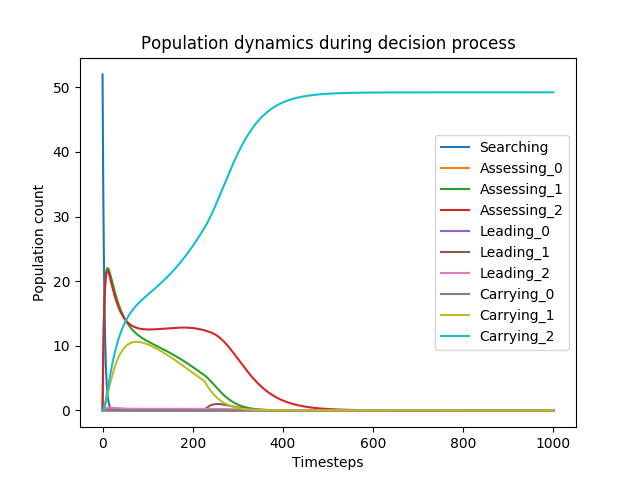 Population dynamics during decision process
Population count
50
40
30
20
10
0
0 200 400 600 800 1000
Timesteps
Searching
Assessing_0
Assessing_1
Assessing_2
Leading_0
Leading_1
Leading_2
Carrying_0
Carrying_1
Carrying_2